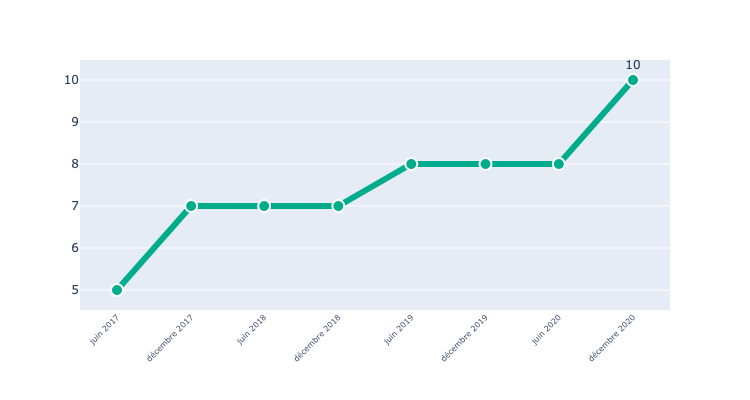 10
10
9
8
7
6
5
juin 2017
décembre 2017
juin 2018
décembre 2018
juin 2019
décembre 2019
juin 2020
décembre 2020